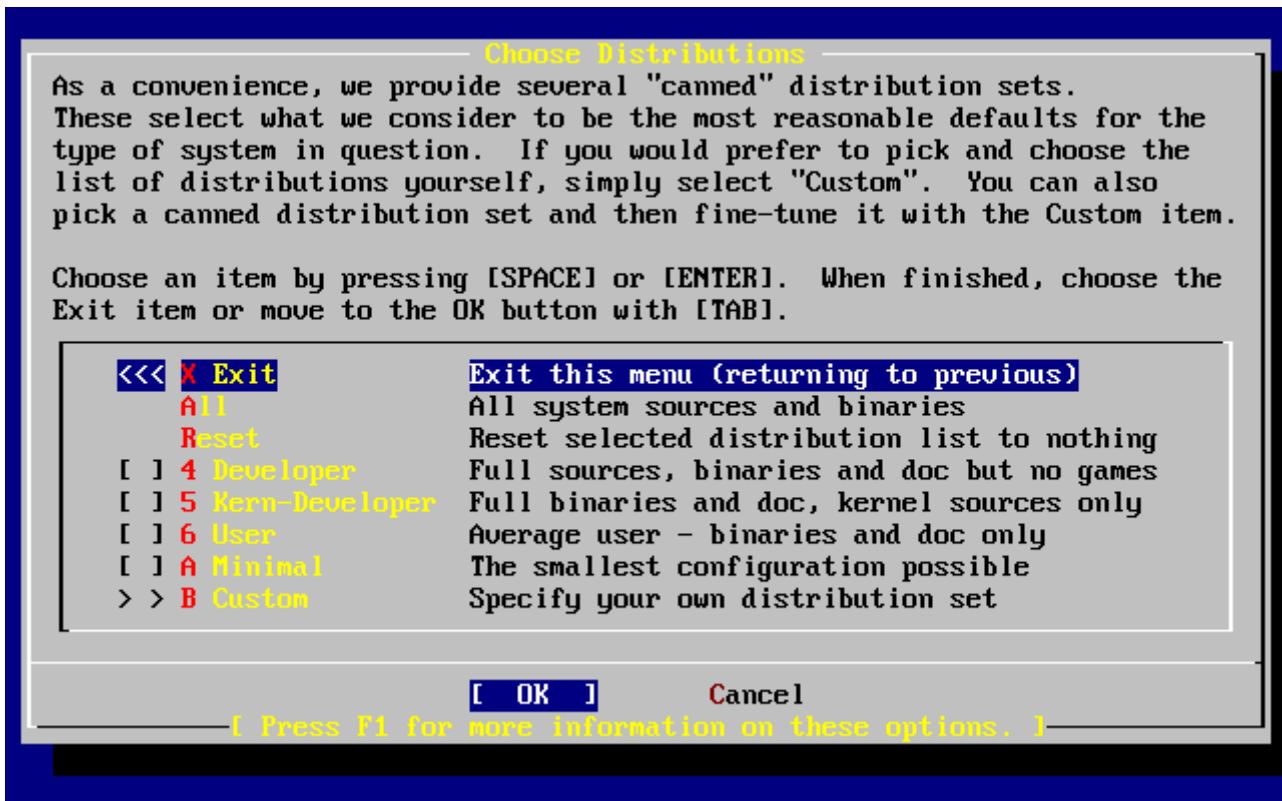 Choose Distributions
As a convenience, we provide several "canned" distribution sets.
These select what we consider to be the most reasonable defaults for the
type of system in question.  If you would prefer to pick and choose the
list of distributions yourself, simply select "Custom".  You can also
pick a canned distribution set and then fine-tune it with the Custom item.
Choose an item by pressing [SPACE] or [ENTER].  When finished, choose the
Exit item or move to the OK button with [TAB].
<<< X Exit Exit this menu (returning to previous)
All All system sources and binaries
Reset Reset selected distribution list to nothing
[ ] 4 Developer Full sources, binaries and doc but no games
[ ] 5 Kern-Developer Full binaries and doc, kernel sources only
[ ] 6 User Average user - binaries and doc only
[ ] A Minimal The smallest configuration possible
> > B Custom Specify your own distribution set
[ OK ] Cancel
[ Press F1 for more information on these options. ]